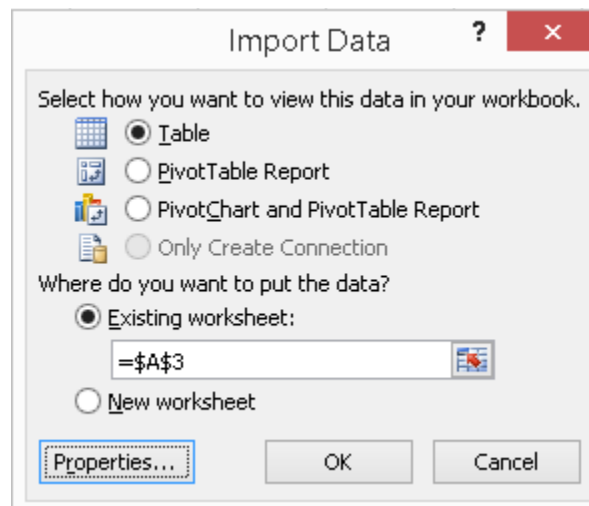 Import Data ?
Select how you want to view this data in your workbook.
Table
PivotTable Report
PivotChart and PivotTable Report
Only Create Connection
Where do you want to put the data?
Existing worksheet:
=$A$3
New worksheet
Properties... OK Cancel